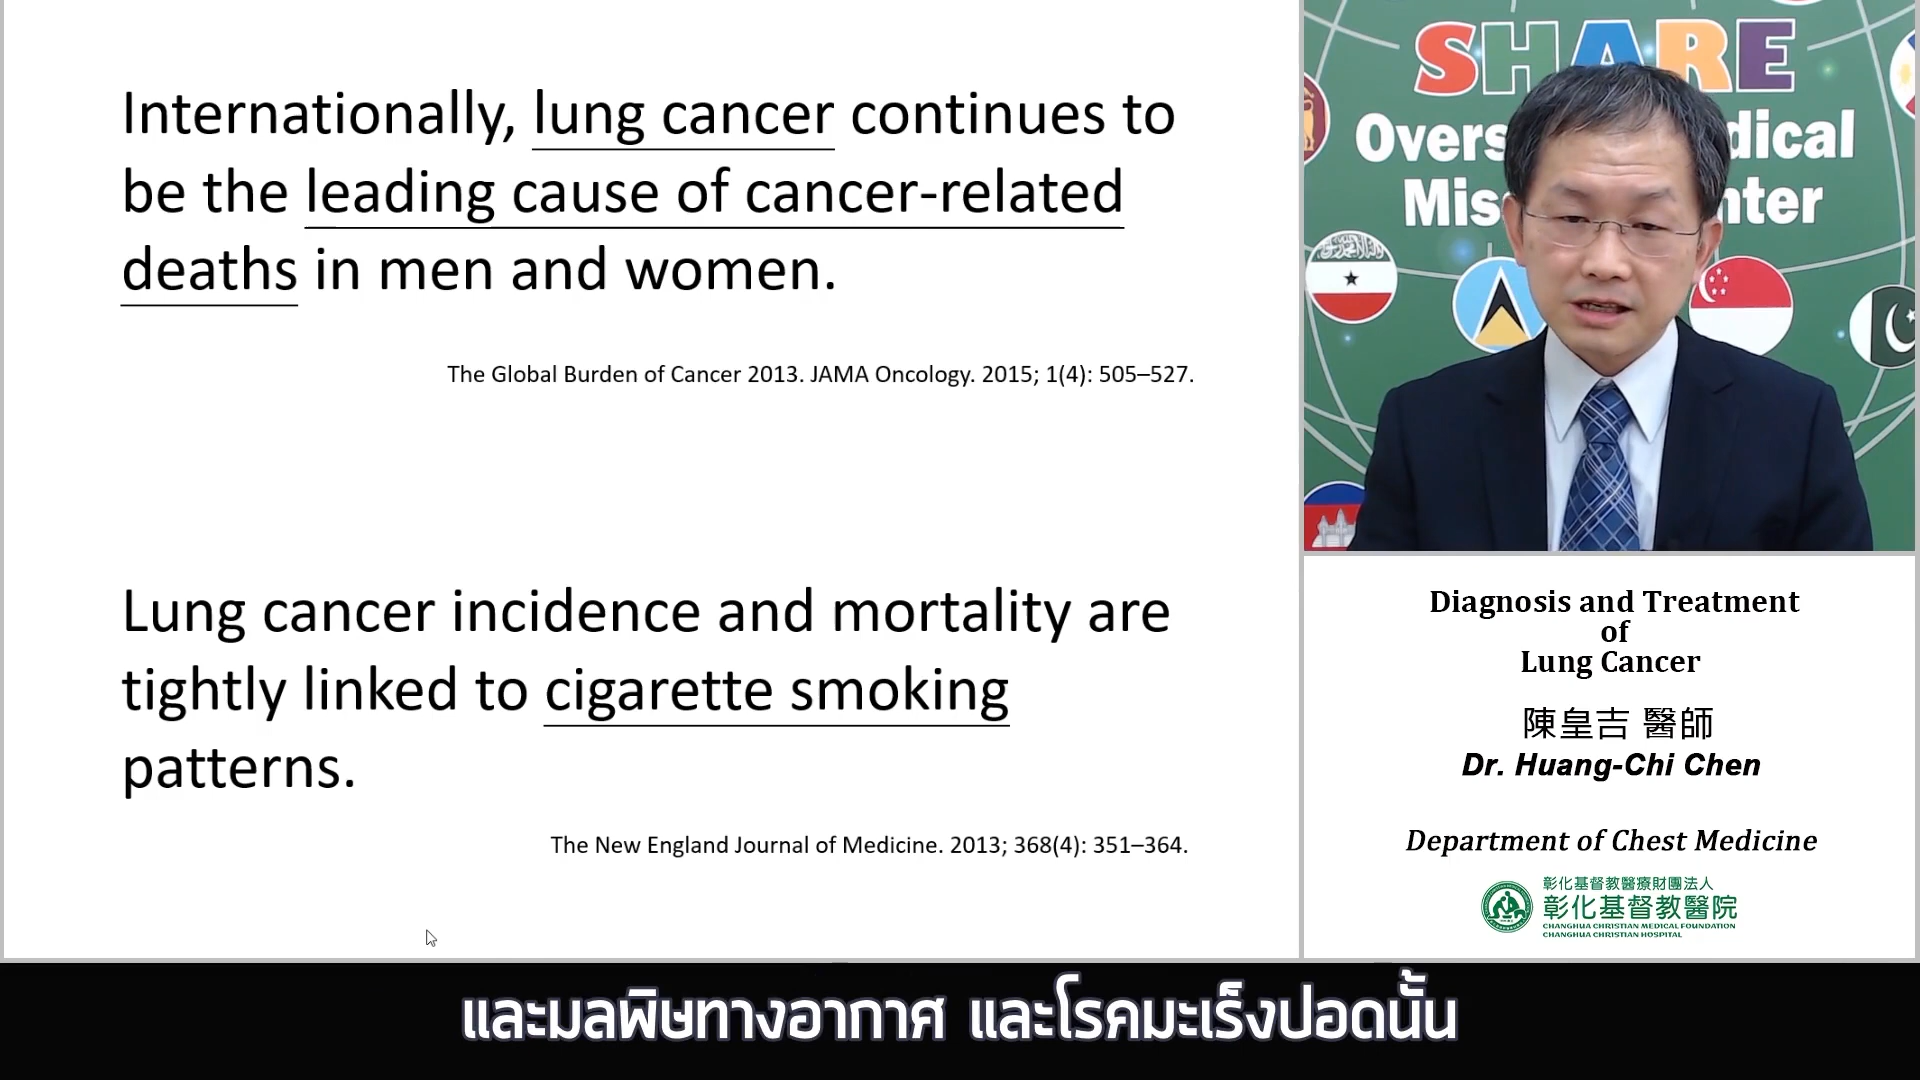 Internationally, lung cancer continues to
be the leading cause of cancer-related
deaths in men and women.
The Global Burden of Cancer 2013. JAMA Oncology. 2015; 1(4): 505–527.
Lung cancer incidence and mortality are
tightly linked to cigarette smoking
patterns.
The New England Journal of Medicine. 2013; 368(4): 351–364.
SHARE
Overs dical
Mis nter
Diagnosis and Treatment
of
Lung Cancer
陳皇吉 醫師
Dr. Huang-Chi Chen
Department of Chest Medicine
彰化基督教醫療財團法人
彰化基督教醫院
CHANGHUA CHRISTIAN MEDICAL FOUNDATION
CHANGHUA CHRISTIAN HOSPITAL
และมลพิษทางอากาศ และโรคมะเร็งปอดนั้น